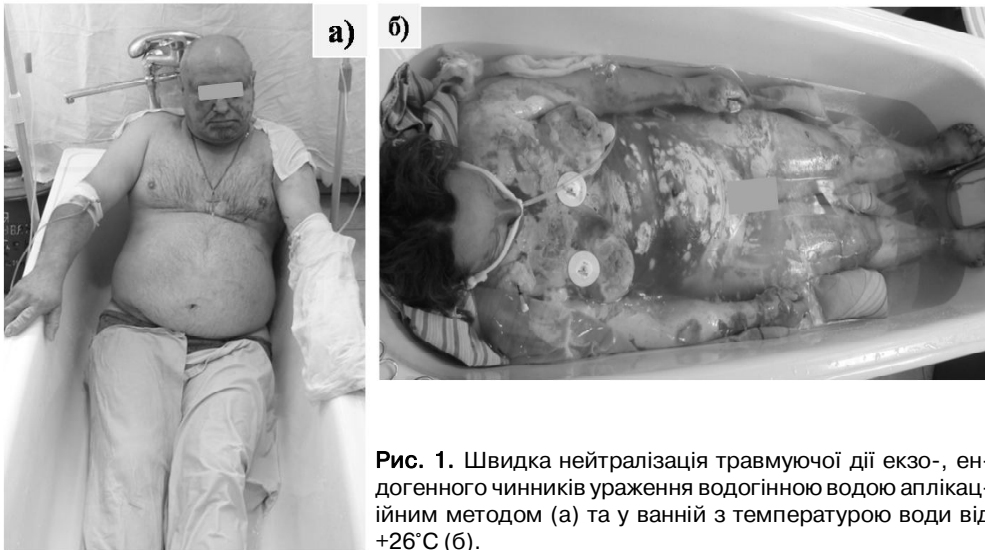 а)
б)
Рис. 1. Швидка нейтралізація травмуючої дії екзо-, ен-
догенного чинників ураження водогінною водою аплікац-
ійним методом (а) та у ванній з температурою води від
+26°С (б).